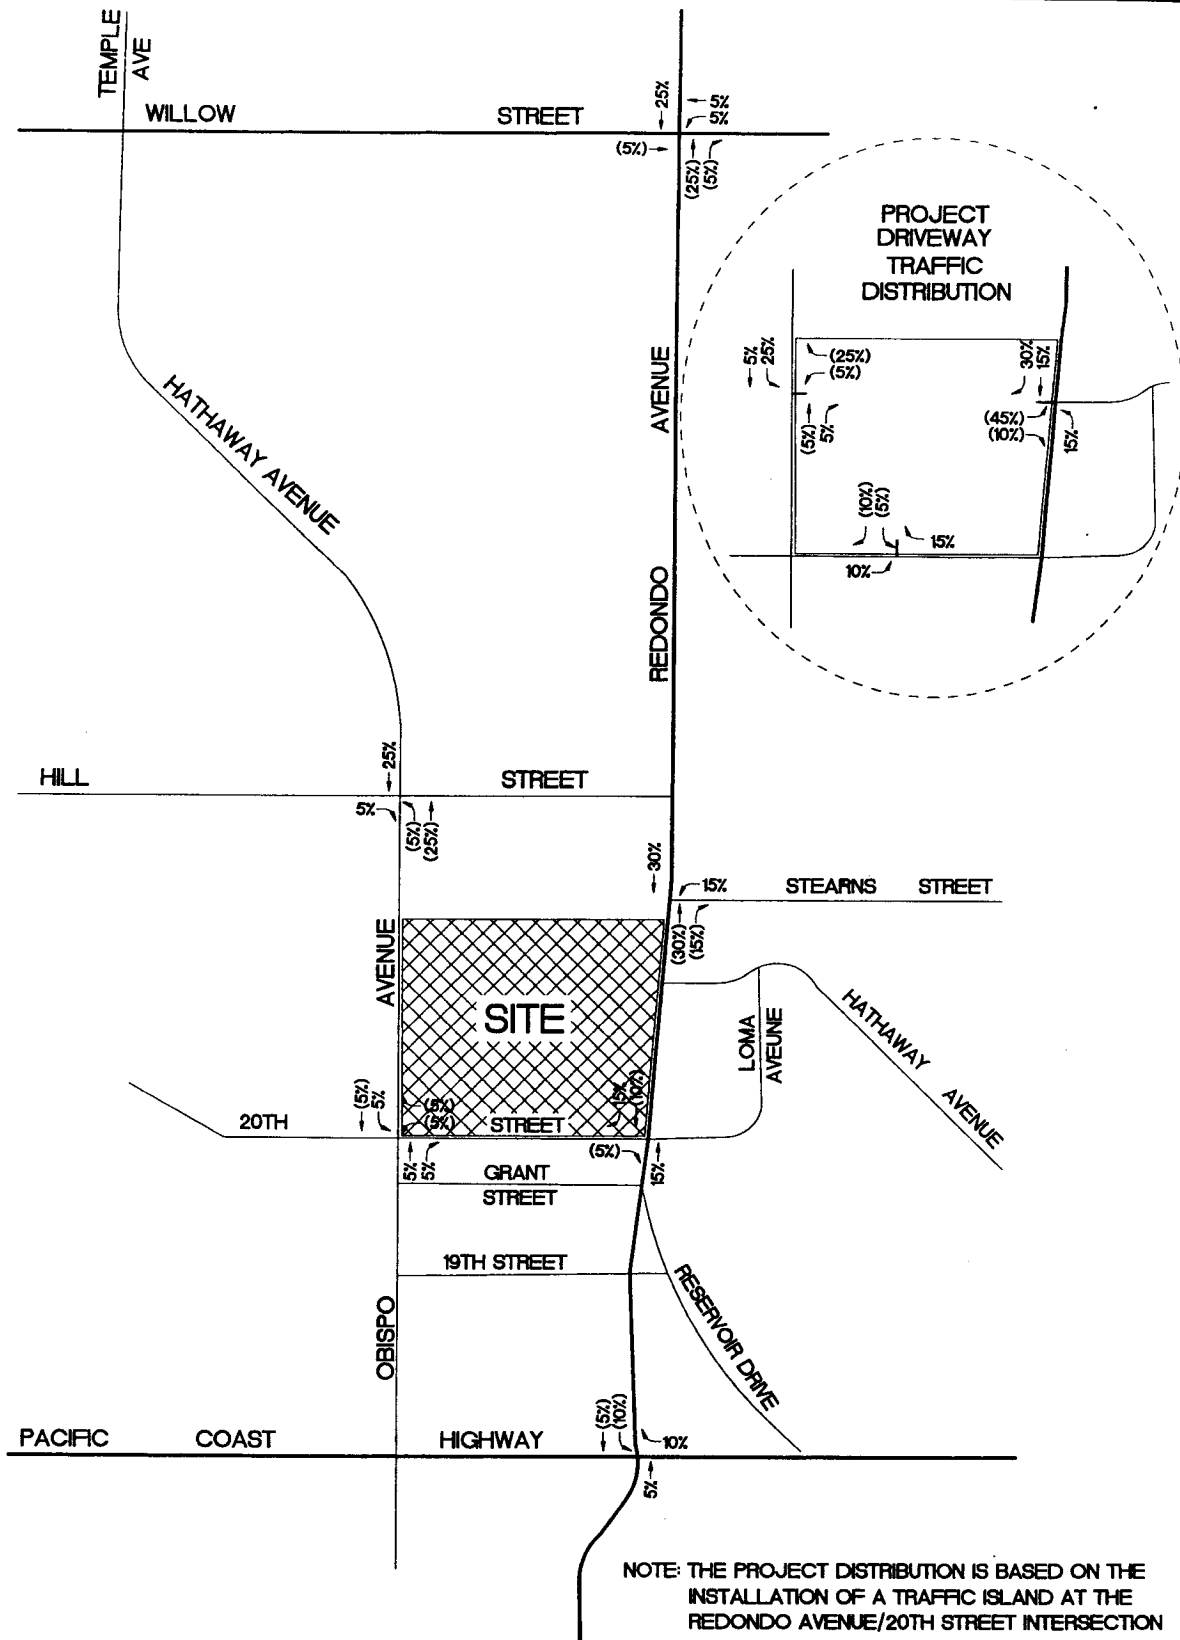 TEMPLE
AVE
WILLOW STREET
25%
5%
5%
(5%)
(25%)
(5%)
PROJECT
DRIVEWAY
TRAFFIC
DISTRIBUTION
5%
25%
(25%)
(5%)
(5%)
5%
30%
15%
(45%)
(10%)
15%
(10%)
(5%)
15%
10%
HATHAWAY AVENUE
REDONDO AVENUE
25%
HILL STREET
5%
(5%)
(25%)
30%
15%
STEARNS STREET
(30%)
(15%)
SITE
LOMA
AVEUNE
HATHAWAY AVENUE
(5%)
5%
(5%)
(5%)
15%
(10%)
20TH STREET
5%
5%
(5%)
15%
GRANT
STREET
19TH STREET
OBISPO AVENUE
RESERVOIR DRIVE
(5%)
(10%)
10%
PACIFIC COAST HIGHWAY
5%
NOTE: THE PROJECT DISTRIBUTION IS BASED ON THE
INSTALLATION OF A TRAFFIC ISLAND AT THE
REDONDO AVENUE/20TH STREET INTERSECTION